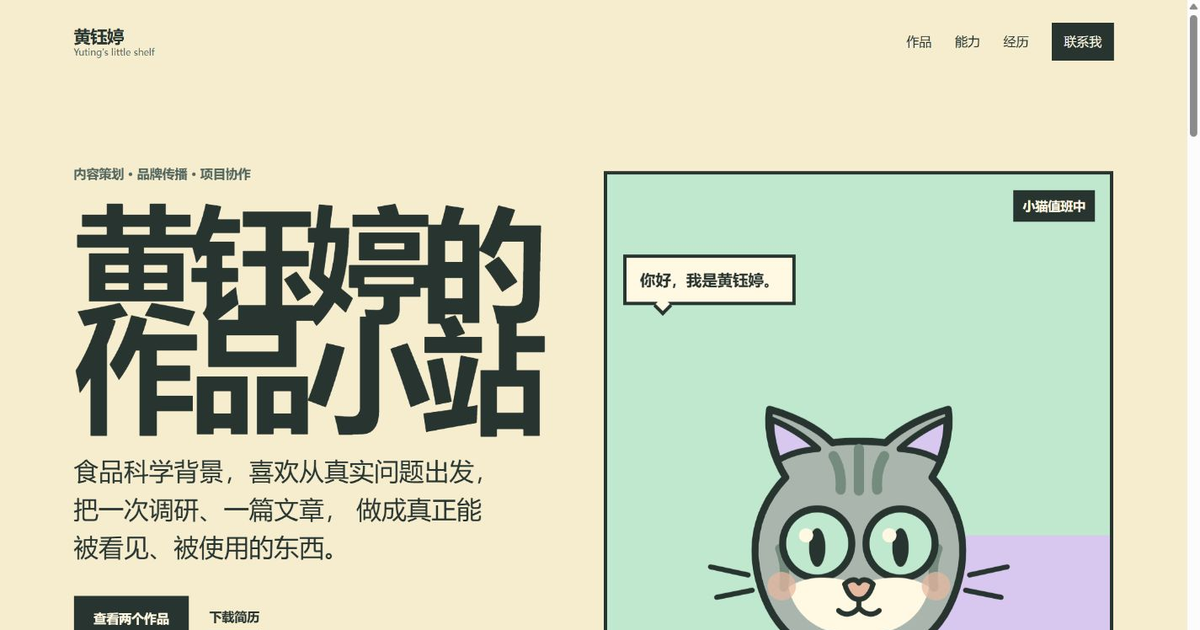 黄钰婷
Yuting's little shelf
作品
能力
经历
联系我
内容策划·品牌传播·项目协作
黄钰婷的
作品小站
食品科学背景，喜欢从真实问题出发，
把一次调研、一篇文章， 做成真正能
被看见、被使用的东西。
查看两个作品
下载简历
小猫值班中
你好，我是黄钰婷。